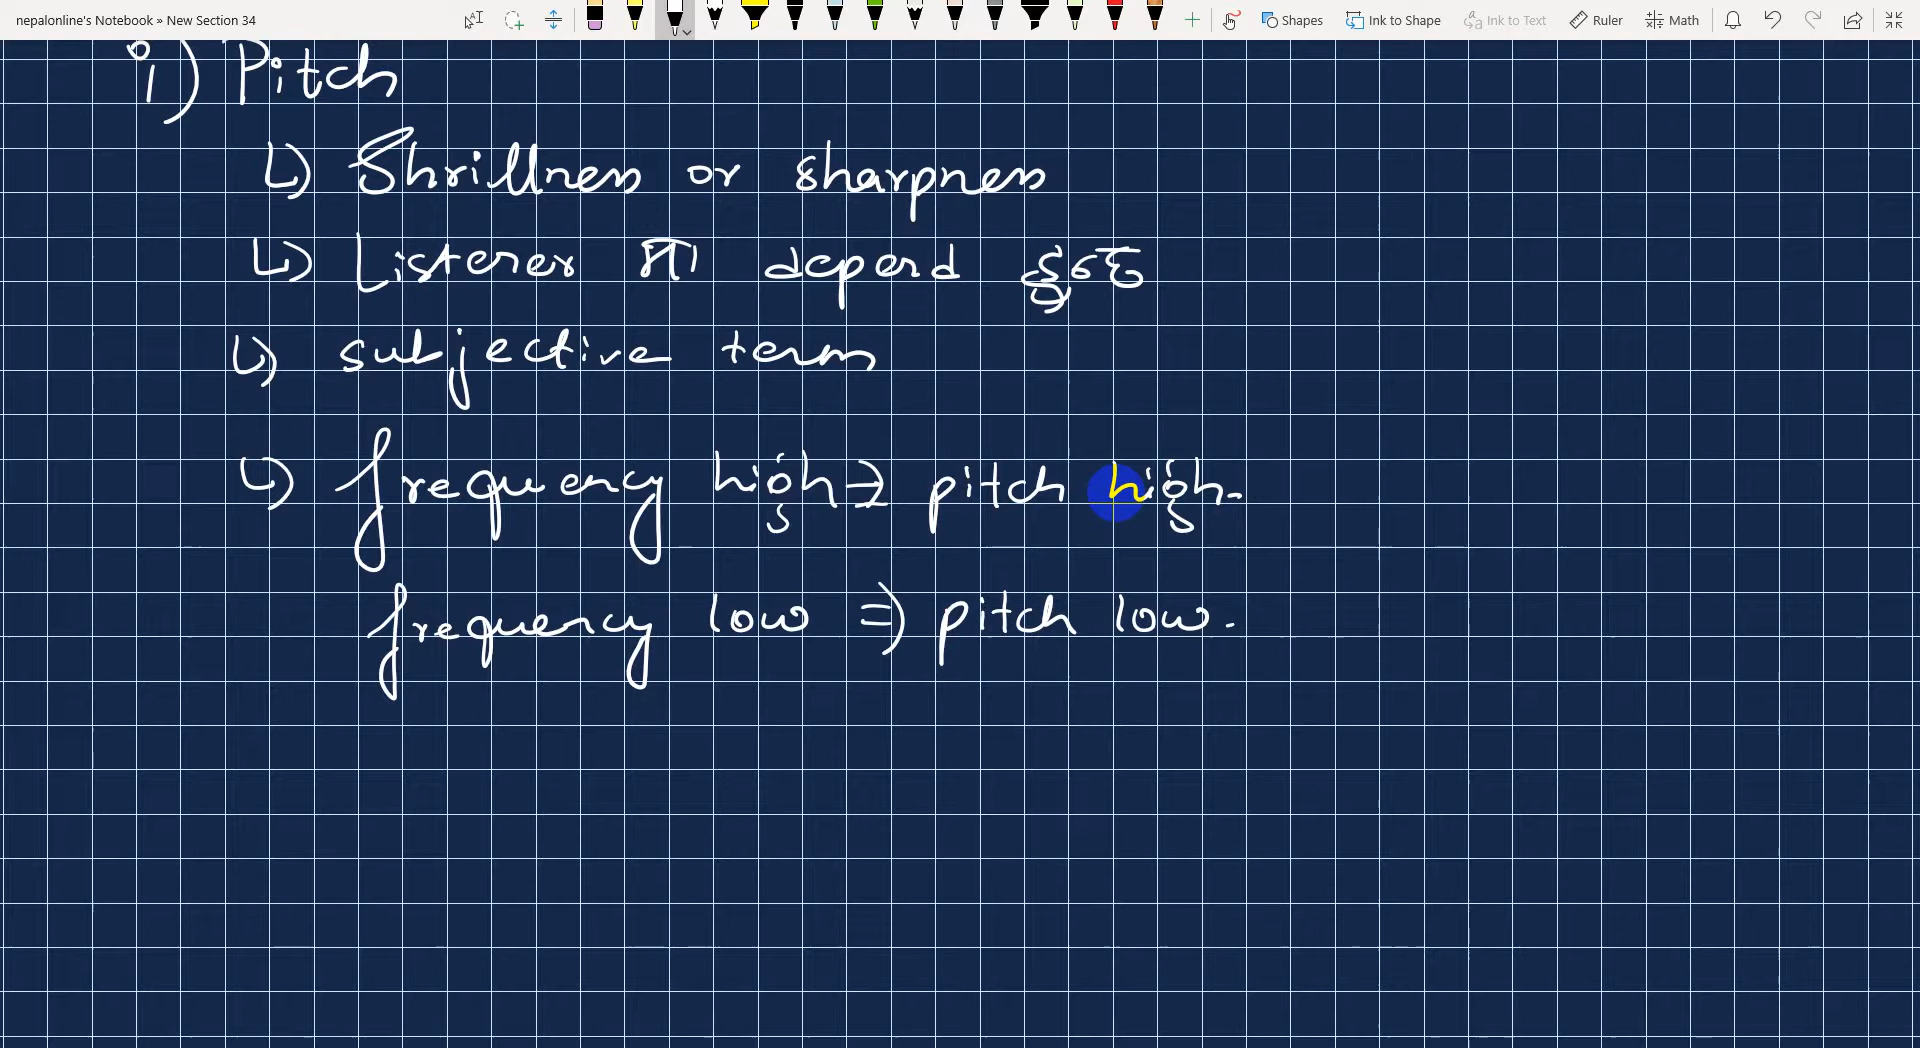 nepalonline's Notebook » New Section 34
Shapes Ink to Shape Ink to Text Ruler Math
i) Pitch
↳ Shrillness or sharpness
↳ Listener मा depend हुन्छ
↳ subjective term
↳ frequency high ⇒ pitch high.
frequency low ⇒ pitch low.